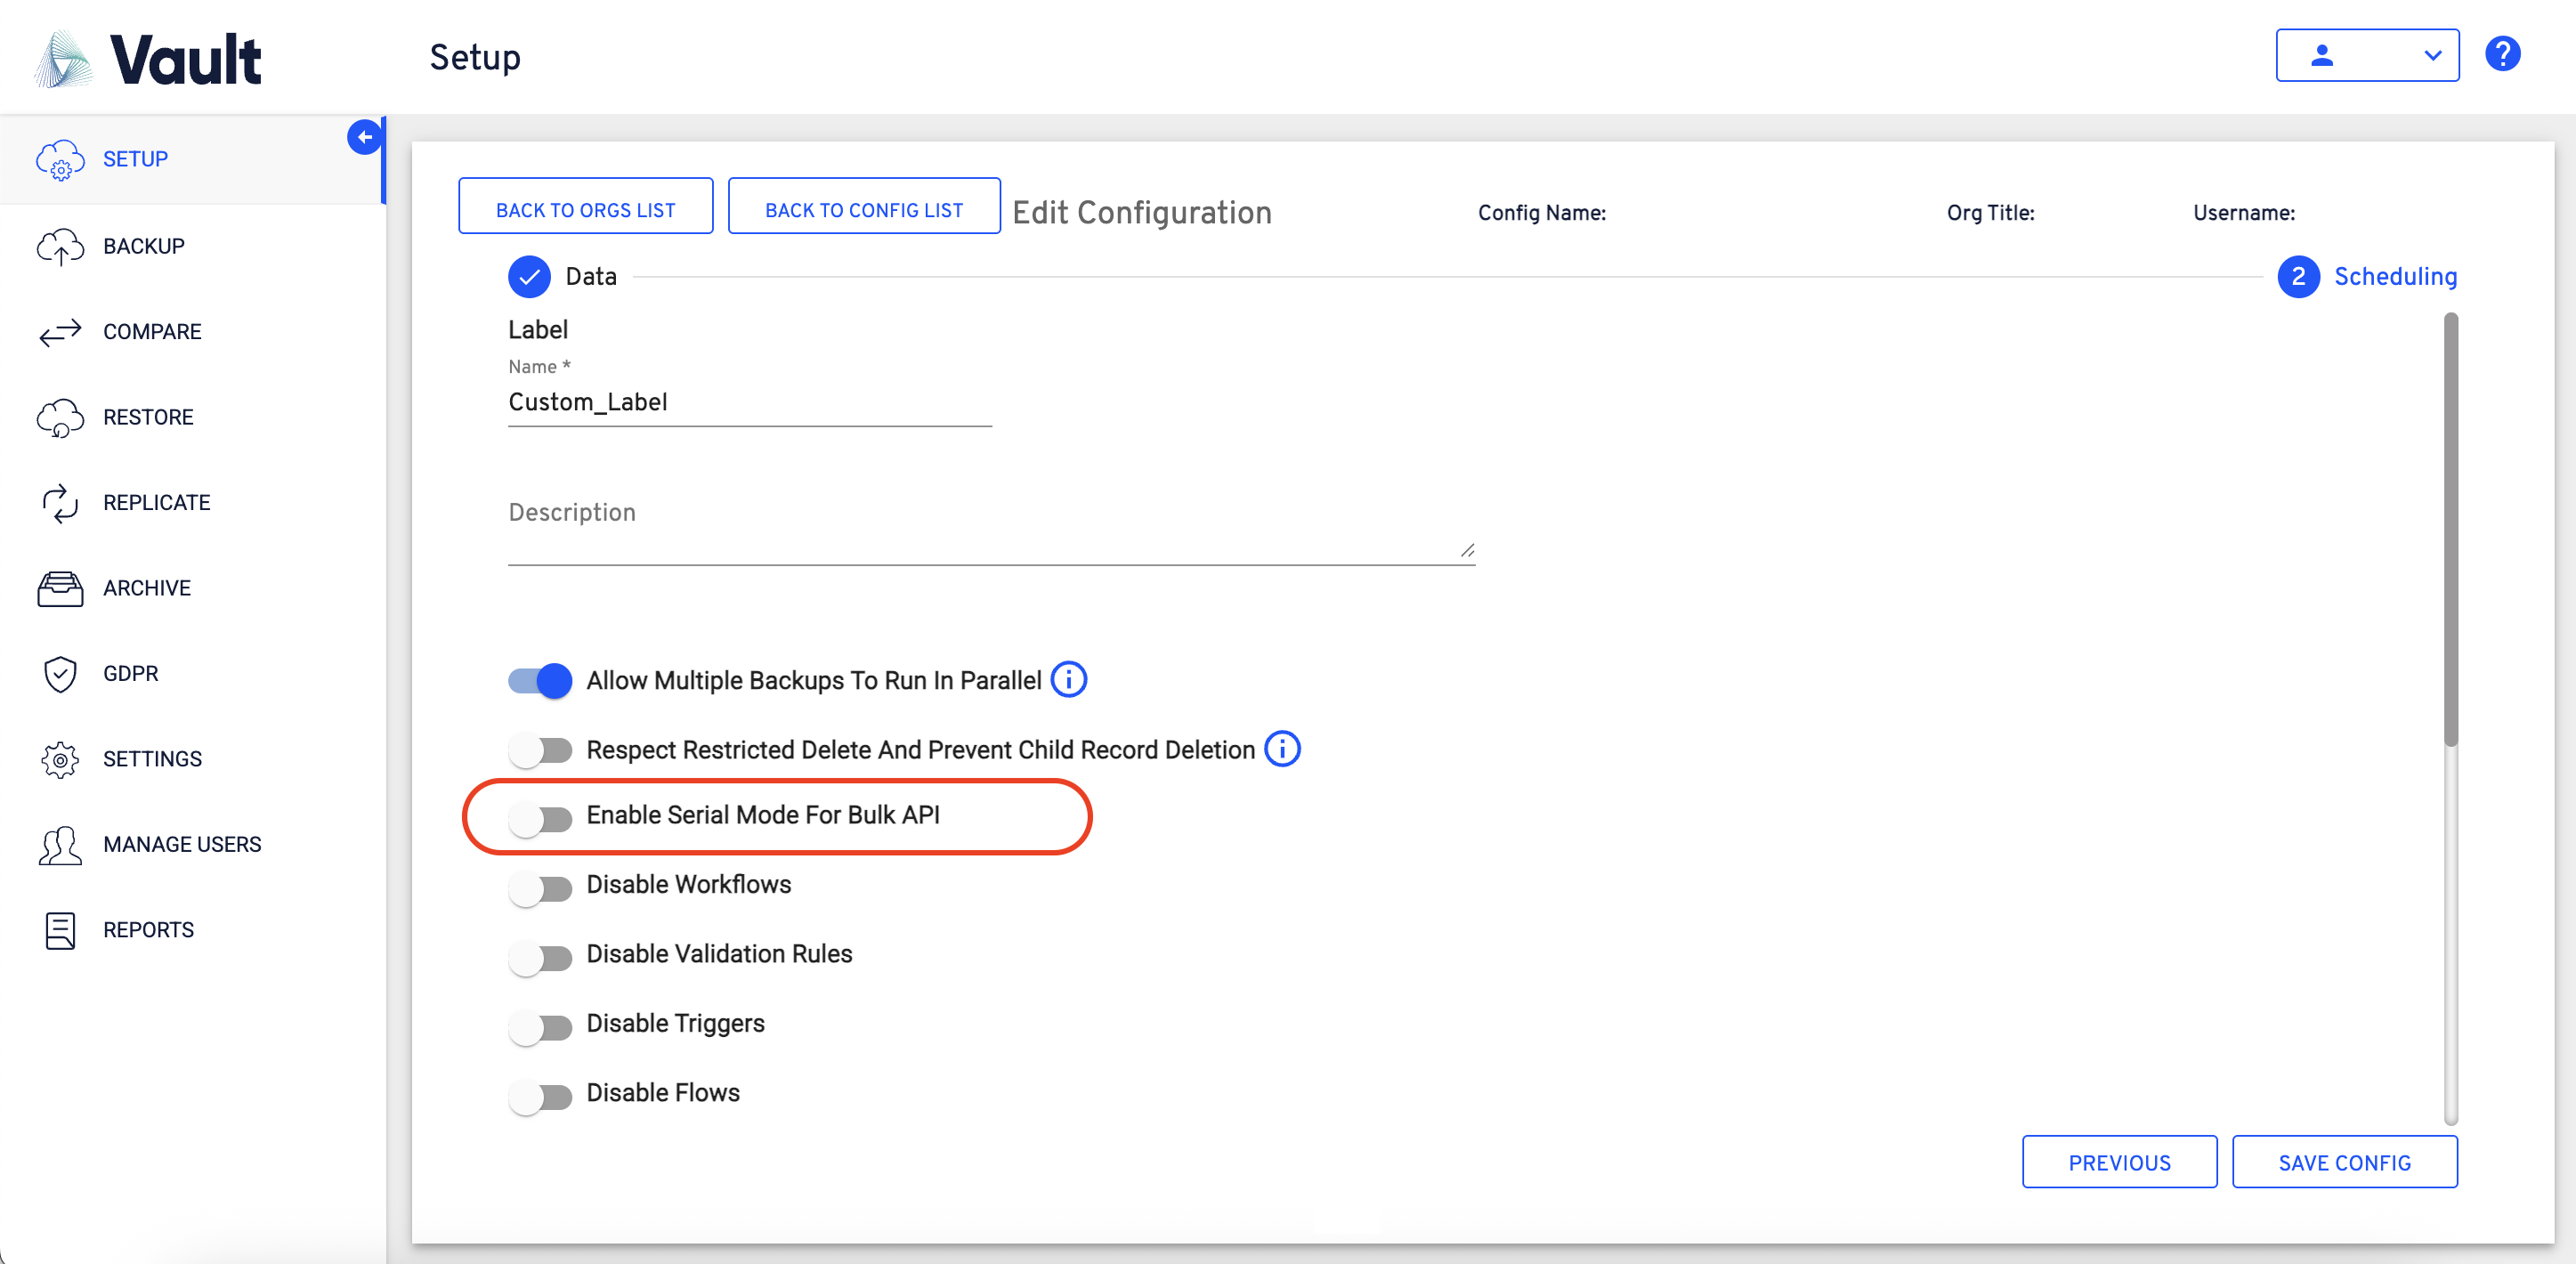 Vault
Setup
?
SETUP
BACKUP
COMPARE
RESTORE
REPLICATE
ARCHIVE
GDPR
SETTINGS
MANAGE USERS
REPORTS
BACK TO ORGS LIST
BACK TO CONFIG LIST
Edit Configuration
Config Name:
Org Title:
Username:
Data
2
Scheduling
Label
Name *
Custom_Label
Description
Allow Multiple Backups To Run In Parallel
Respect Restricted Delete And Prevent Child Record Deletion
Enable Serial Mode For Bulk API
Disable Workflows
Disable Validation Rules
Disable Triggers
Disable Flows
PREVIOUS
SAVE CONFIG